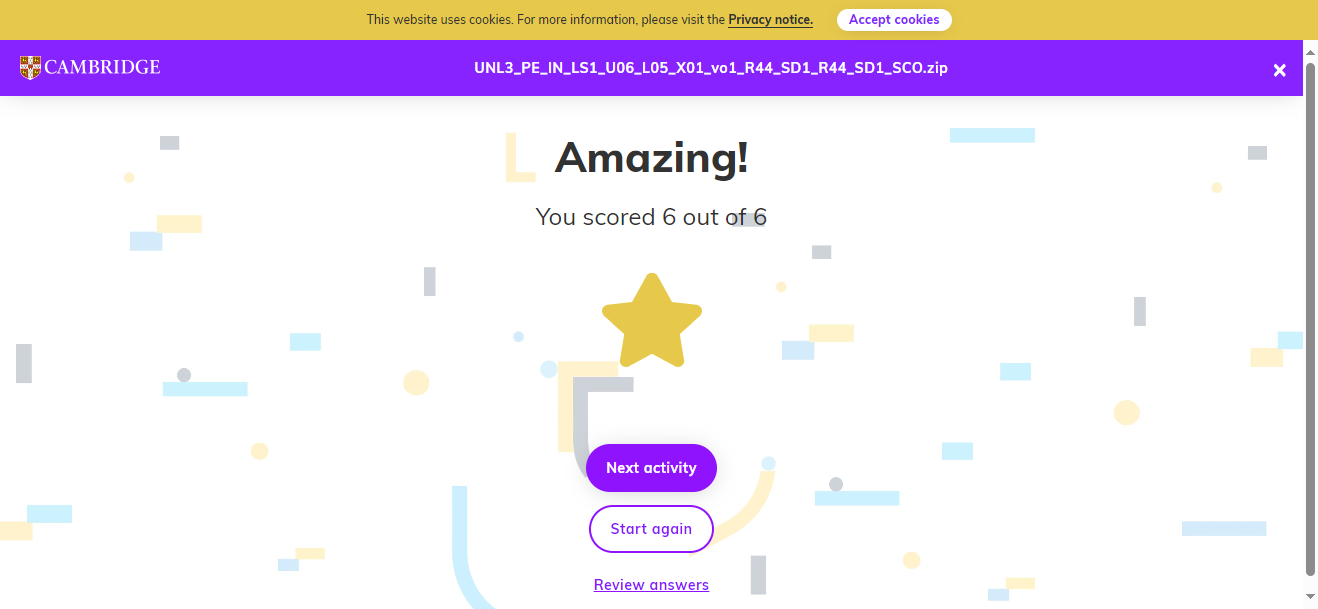 This website uses cookies. For more information, please visit the Privacy notice.
Accept cookies
CAMBRIDGE
UNL3_PE_IN_LS1_U06_L05_X01_vo1_R44_SD1_R44_SD1_SCO.zip
Amazing!
You scored 6 out of 6
Next activity
Start again
Review answers